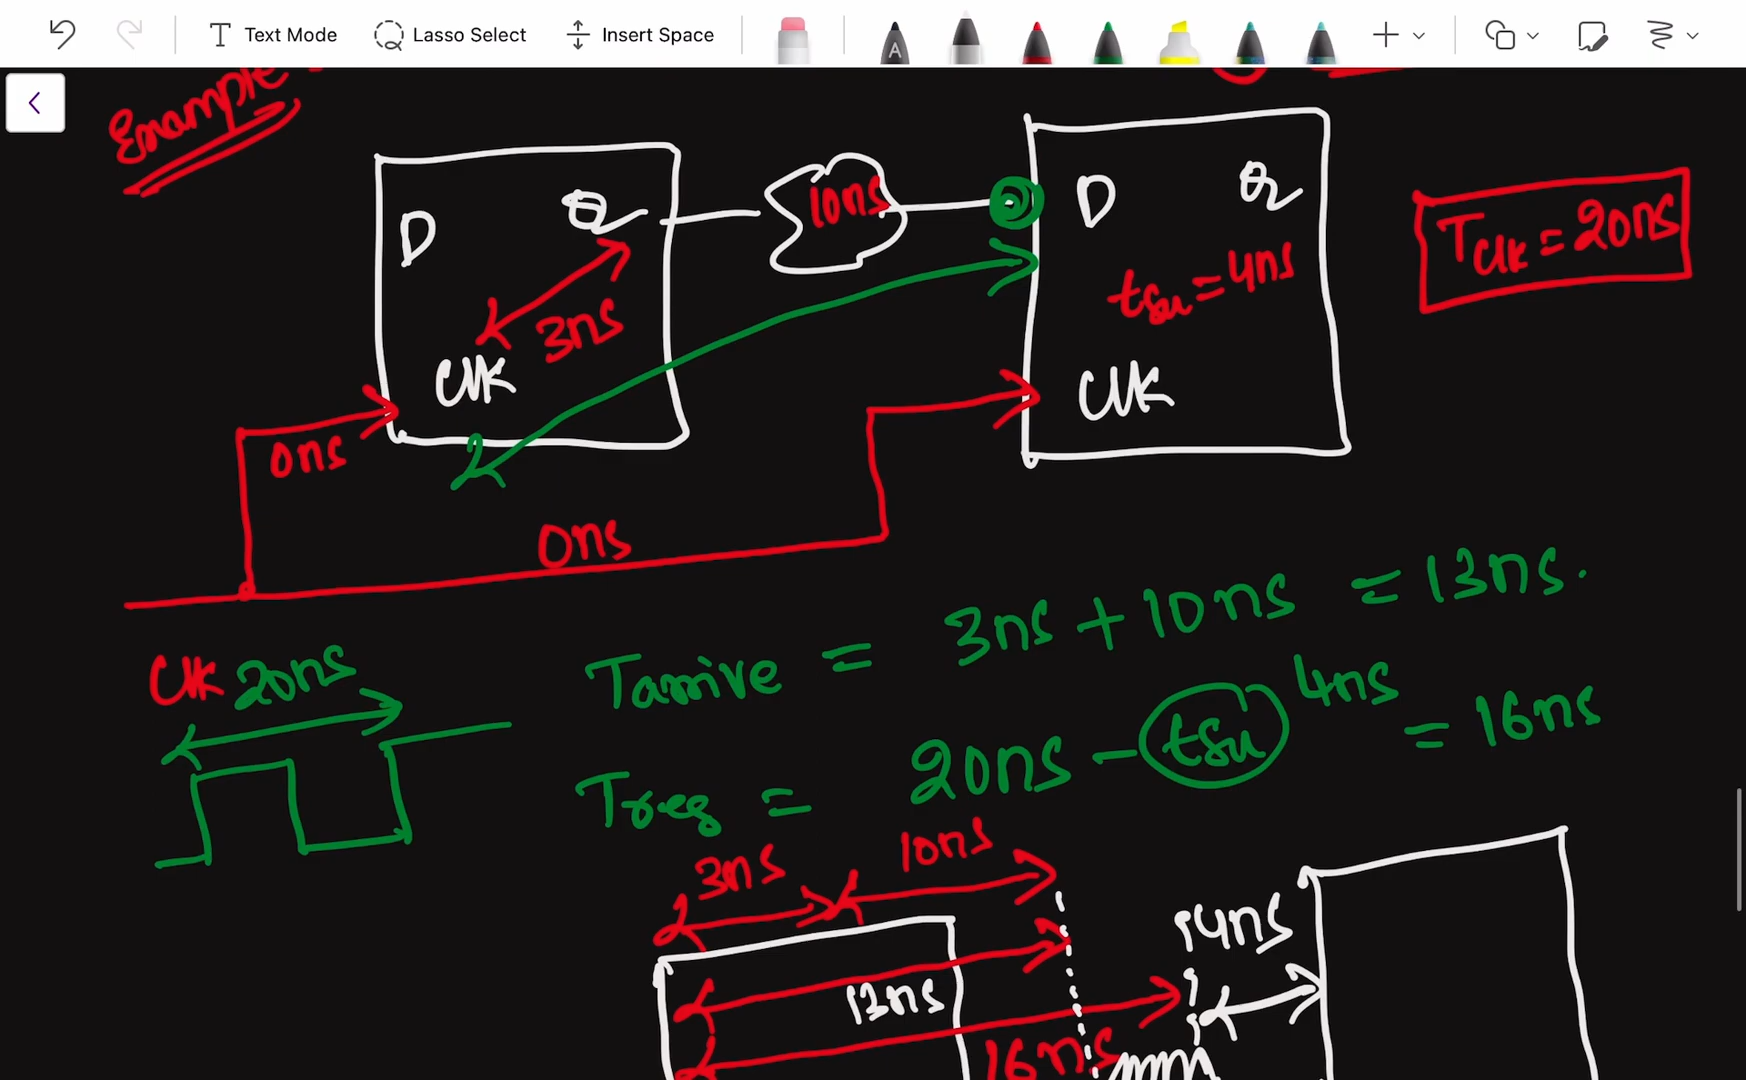 Text Mode
Lasso Select
Insert Space
A
Example
D
Q
3ns
Clk
10ns
D
Q
tsu = 4ns
Clk
TClk = 20ns
0ns
0ns
Clk
20ns
Tarrive = 3ns + 10ns = 13ns.
Treq = 20ns - tsu 4ns = 16ns
3ns
10ns
13ns
16ns
4ns